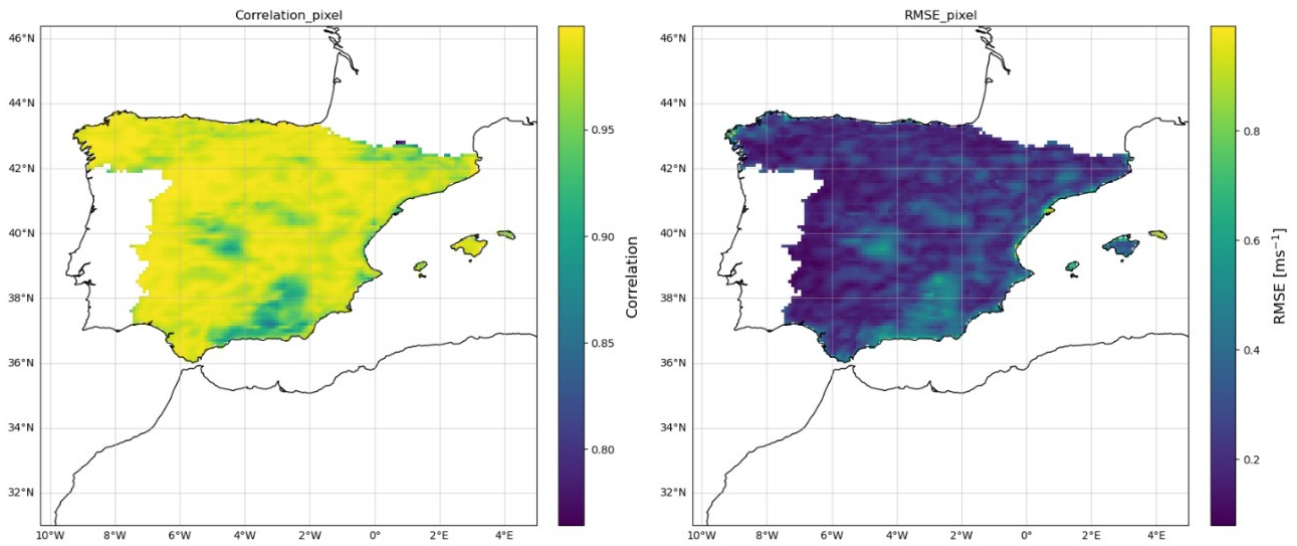 Correlation_pixel
46°N
44°N
42°N
40°N
38°N
36°N
34°N
32°N
10°W 8°W 6°W 4°W 2°W 0° 2°E 4°E
0.95
0.90
0.85
0.80
Correlation
RMSE_pixel
46°N
44°N
42°N
40°N
38°N
36°N
34°N
32°N
10°W 8°W 6°W 4°W 2°W 0° 2°E 4°E
0.8
0.6
0.4
0.2
RMSE [ms⁻¹]